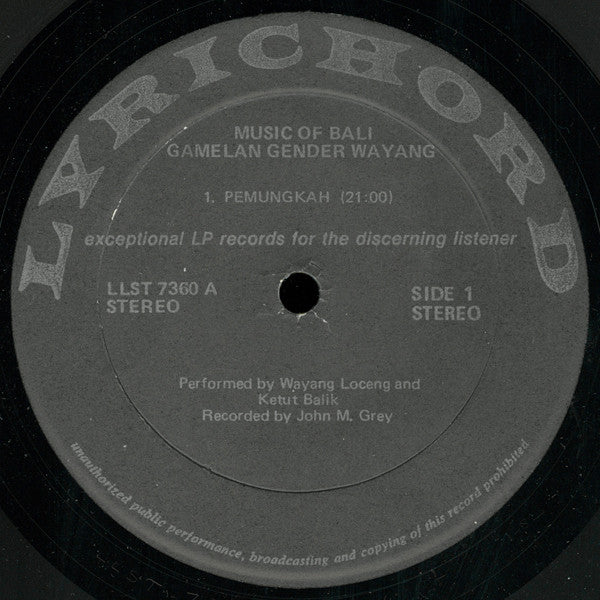 LYRICHORD
MUSIC OF BALI
GAMELAN GENDER WAYANG
1. PEMUNGKAH (21:00)
exceptional LP records for the discerning listener
LLST 7360 A
STEREO
SIDE 1
STEREO
Performed by Wayang Loceng and
Ketut Balik
Recorded by John M. Grey
unauthorized public performance, broadcasting and copying of this record prohibited